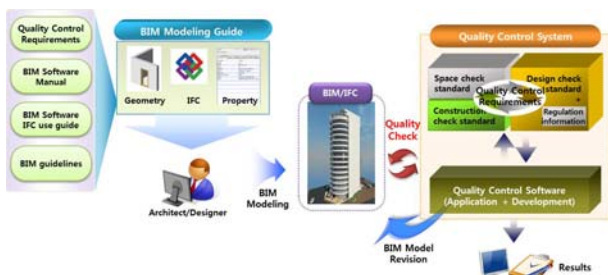 Quality Control
Requirements
BIM Software
Manual
BIM Software
IFC use guide
BIM guidelines
BIM Modeling Guide
Geometry
IFC
Property
Architect/Designer
BIM
Modeling
BIM/IFC
Quality
Check
Quality Control System
Space check
standard
Design check
standard
+
Quality Control
Requirements
Construction
check standard
Regulation
information
Quality Control Software
(Application + Development)
BIM Model
Revision
Results